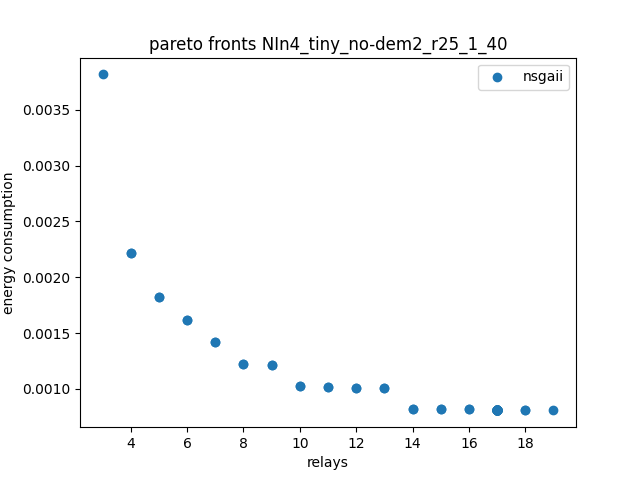 pareto fronts NIn4_tiny_no-dem2_r25_1_40
nsgaii
energy consumption
0.0035
0.0030
0.0025
0.0020
0.0015
0.0010
4 6 8 10 12 14 16 18
relays